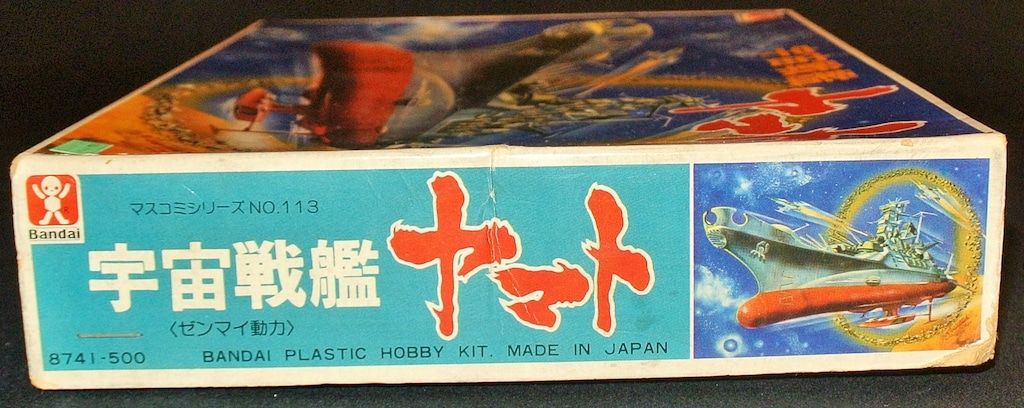 Bandai
マスコミシリーズNO.113
宇宙戦艦
ヤマト
〈ゼンマイ動力〉
8741-500
BANDAI PLASTIC HOBBY KIT. MADE IN JAPAN